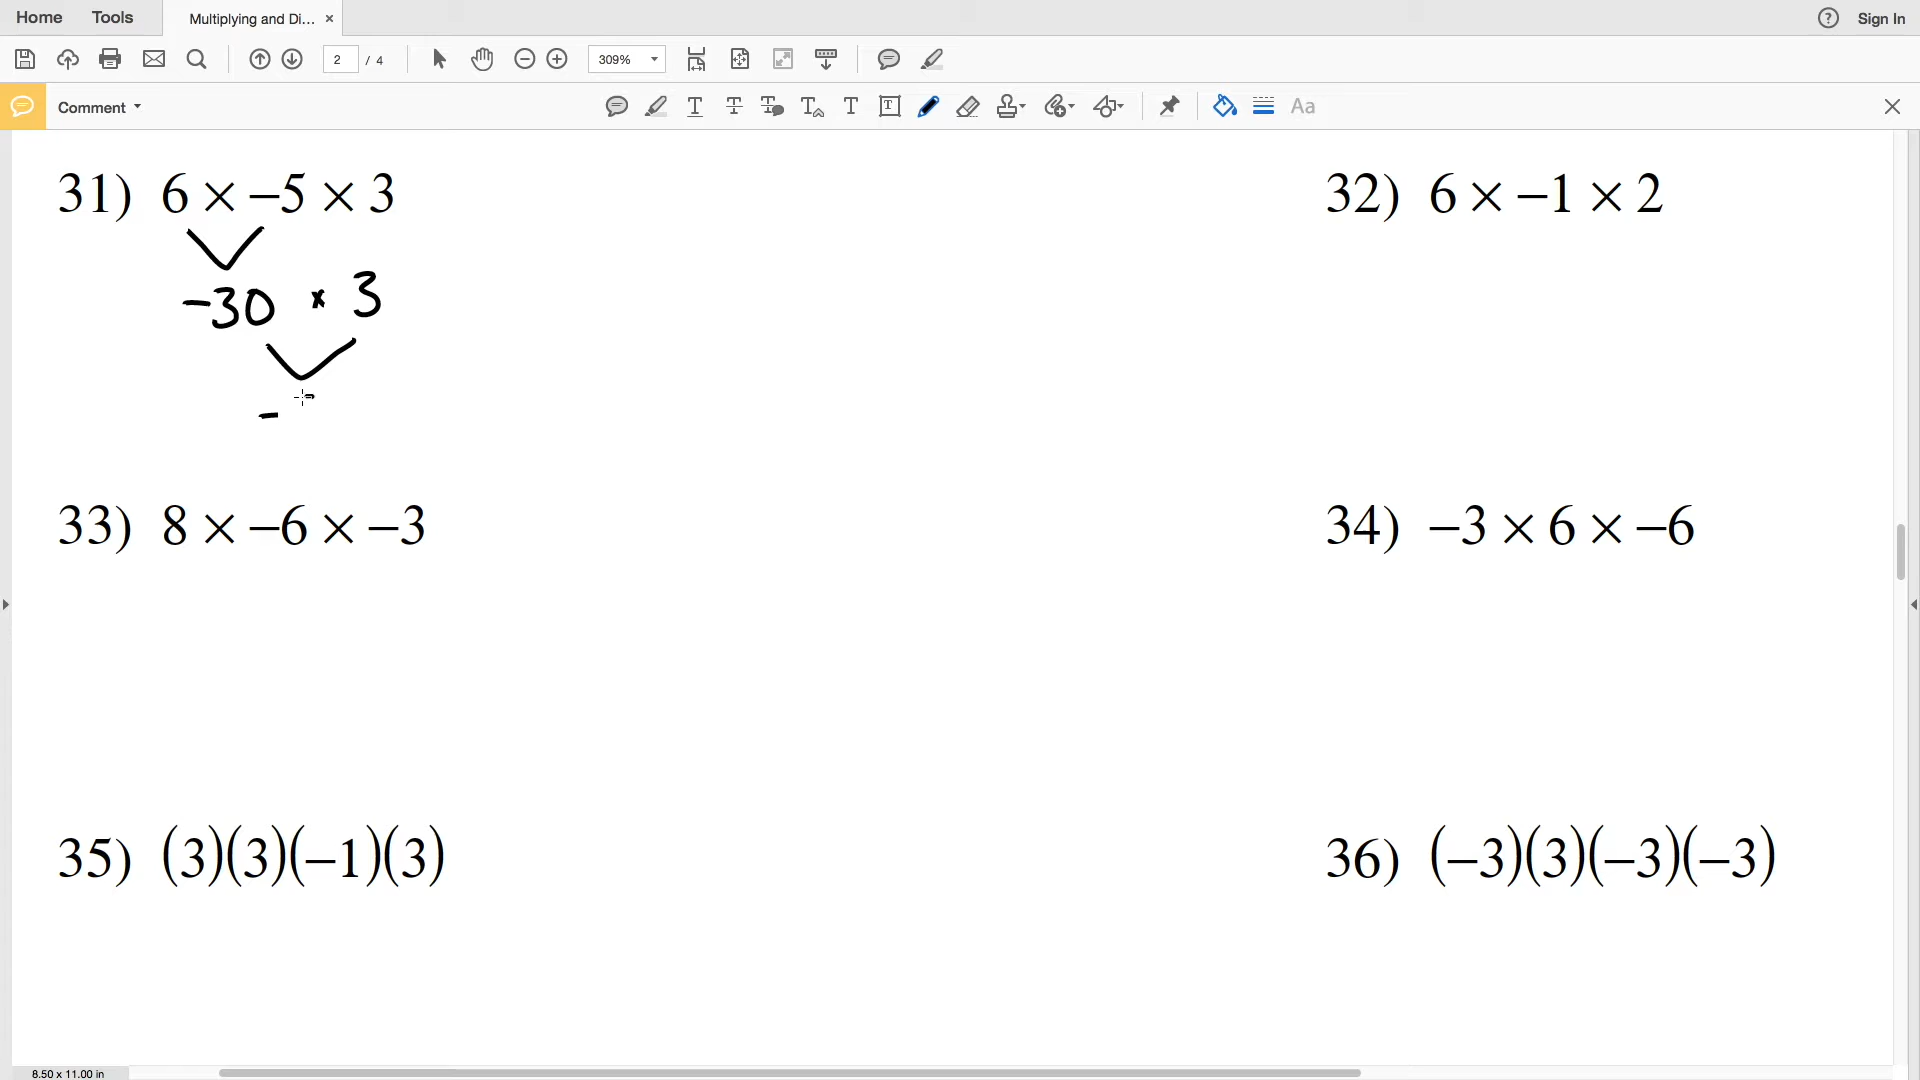 Home Tools Multiplying and Di... × ? Sign In
2 / 4 309%
Comment T T T T T T Aa
31) 6 × −5 × 3
32) 6 × −1 × 2
-30 × 3
-
33) 8 × −6 × −3
34) −3 × 6 × −6
35) (3)(3)(−1)(3)
36) (−3)(3)(−3)(−3)
8.50 x 11.00 in